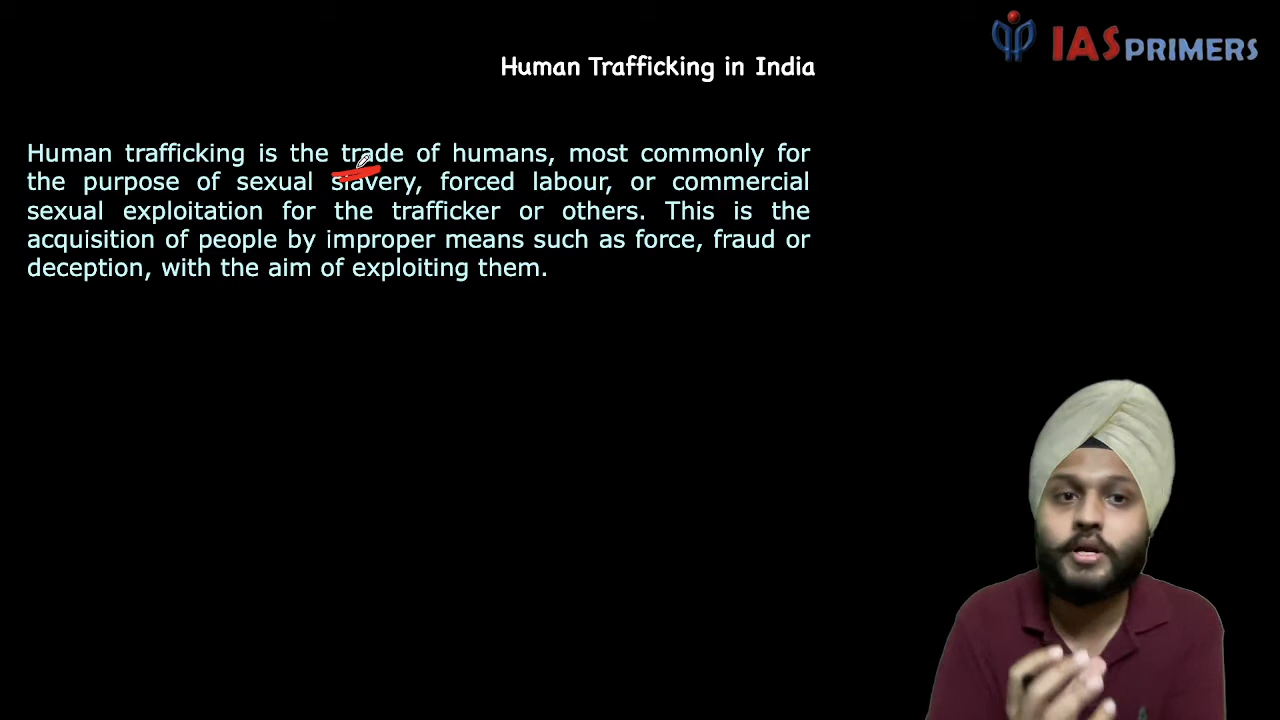 IAS PRIMERS
Human Trafficking in India
Human trafficking is the trade of humans, most commonly for
the purpose of sexual slavery, forced labour, or commercial
sexual exploitation for the trafficker or others. This is the
acquisition of people by improper means such as force, fraud or
deception, with the aim of exploiting them.